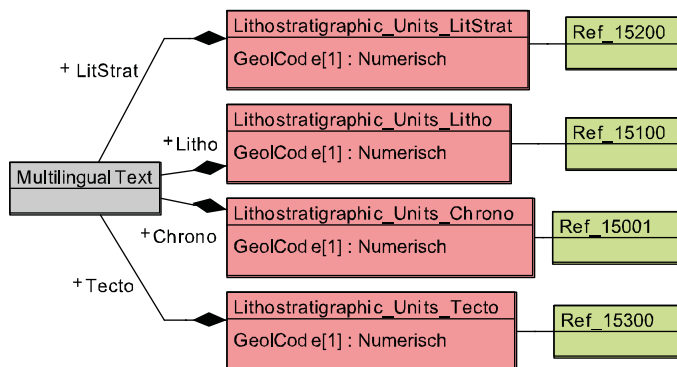 Lithostratigraphic_Units_LitStrat
Ref_15200
GeolCode[1] : Numerisch
+ LitStrat
Lithostratigraphic_Units_Litho
Ref_15100
+Litho
GeolCode[1] : Numerisch
Multilingual Text
Lithostratigraphic_Units_Chrono
Ref_15001
+Chrono
GeolCode[1] : Numerisch
+Tecto
Lithostratigraphic_Units_Tecto
Ref_15300
GeolCode[1] : Numerisch